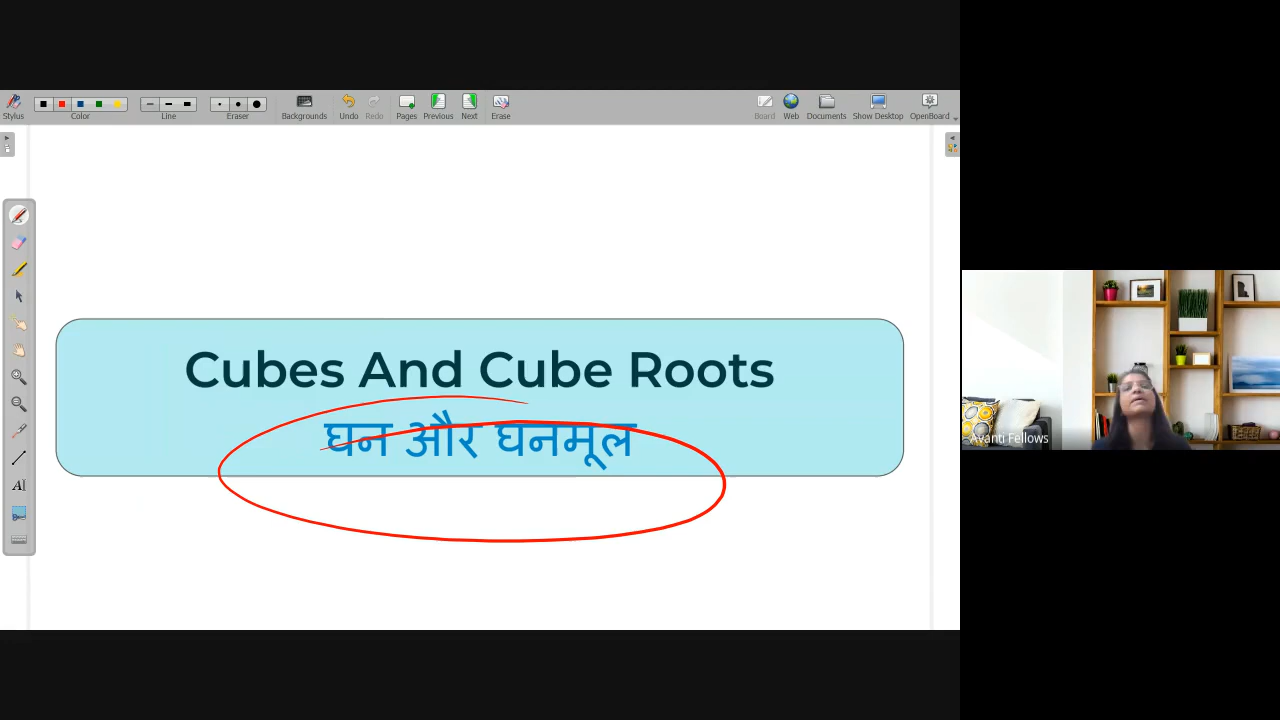 Stylus Color Line Eraser Backgrounds Undo Redo Pages Previous Next Erase Board Web Documents Show Desktop OpenBoard
Cubes And Cube Roots
घन और घनमूल
Avanti Fellows